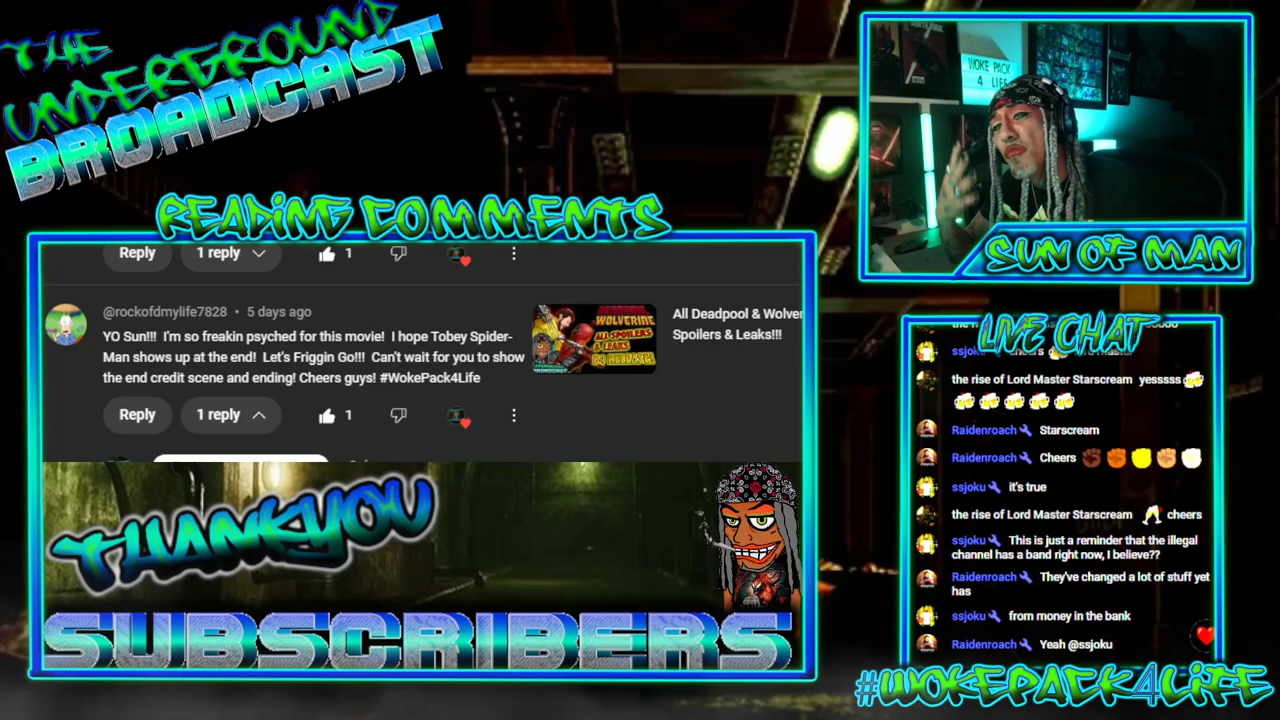 THE
UNDERGROUND
BROADCAST
WOKE PACK
4 LIFE
SUN OF MAN
READING COMMENTS
Reply
1 reply
1
@rockofdmylife7828 • 5 days ago
YO Sun!!! I'm so freakin psyched for this movie! I hope Tobey Spider-
Man shows up at the end! Let's Friggin Go!!! Can't wait for you to show
the end credit scene and ending! Cheers guys! #WokePack4Life
WOLVERINE
ALL SPOILERS
& LEAKS
All Deadpool & Wolver
Spoilers & Leaks!!!
Reply
1 reply
1
THANKYOU
SUBSCRIBERS
LIVE CHAT
the rise of Lord Master Starscream yesssss
Raidenroach Starscream
Raidenroach Cheers
ssjoku it's true
the rise of Lord Master Starscream cheers
ssjoku This is just a reminder that the illegal
channel has a band right now, I believe??
Raidenroach They've changed a lot of stuff yet
has
ssjoku from money in the bank
Raidenroach Yeah @ssjoku
#WOKEPACK4LIFE